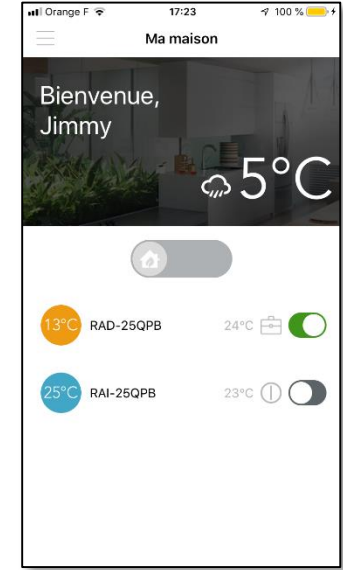 Orange F 17:23 100 %
Ma maison
Bienvenue,
Jimmy
5°C
13°C RAD-25QPB 24°C
25°C RAI-25QPB 23°C